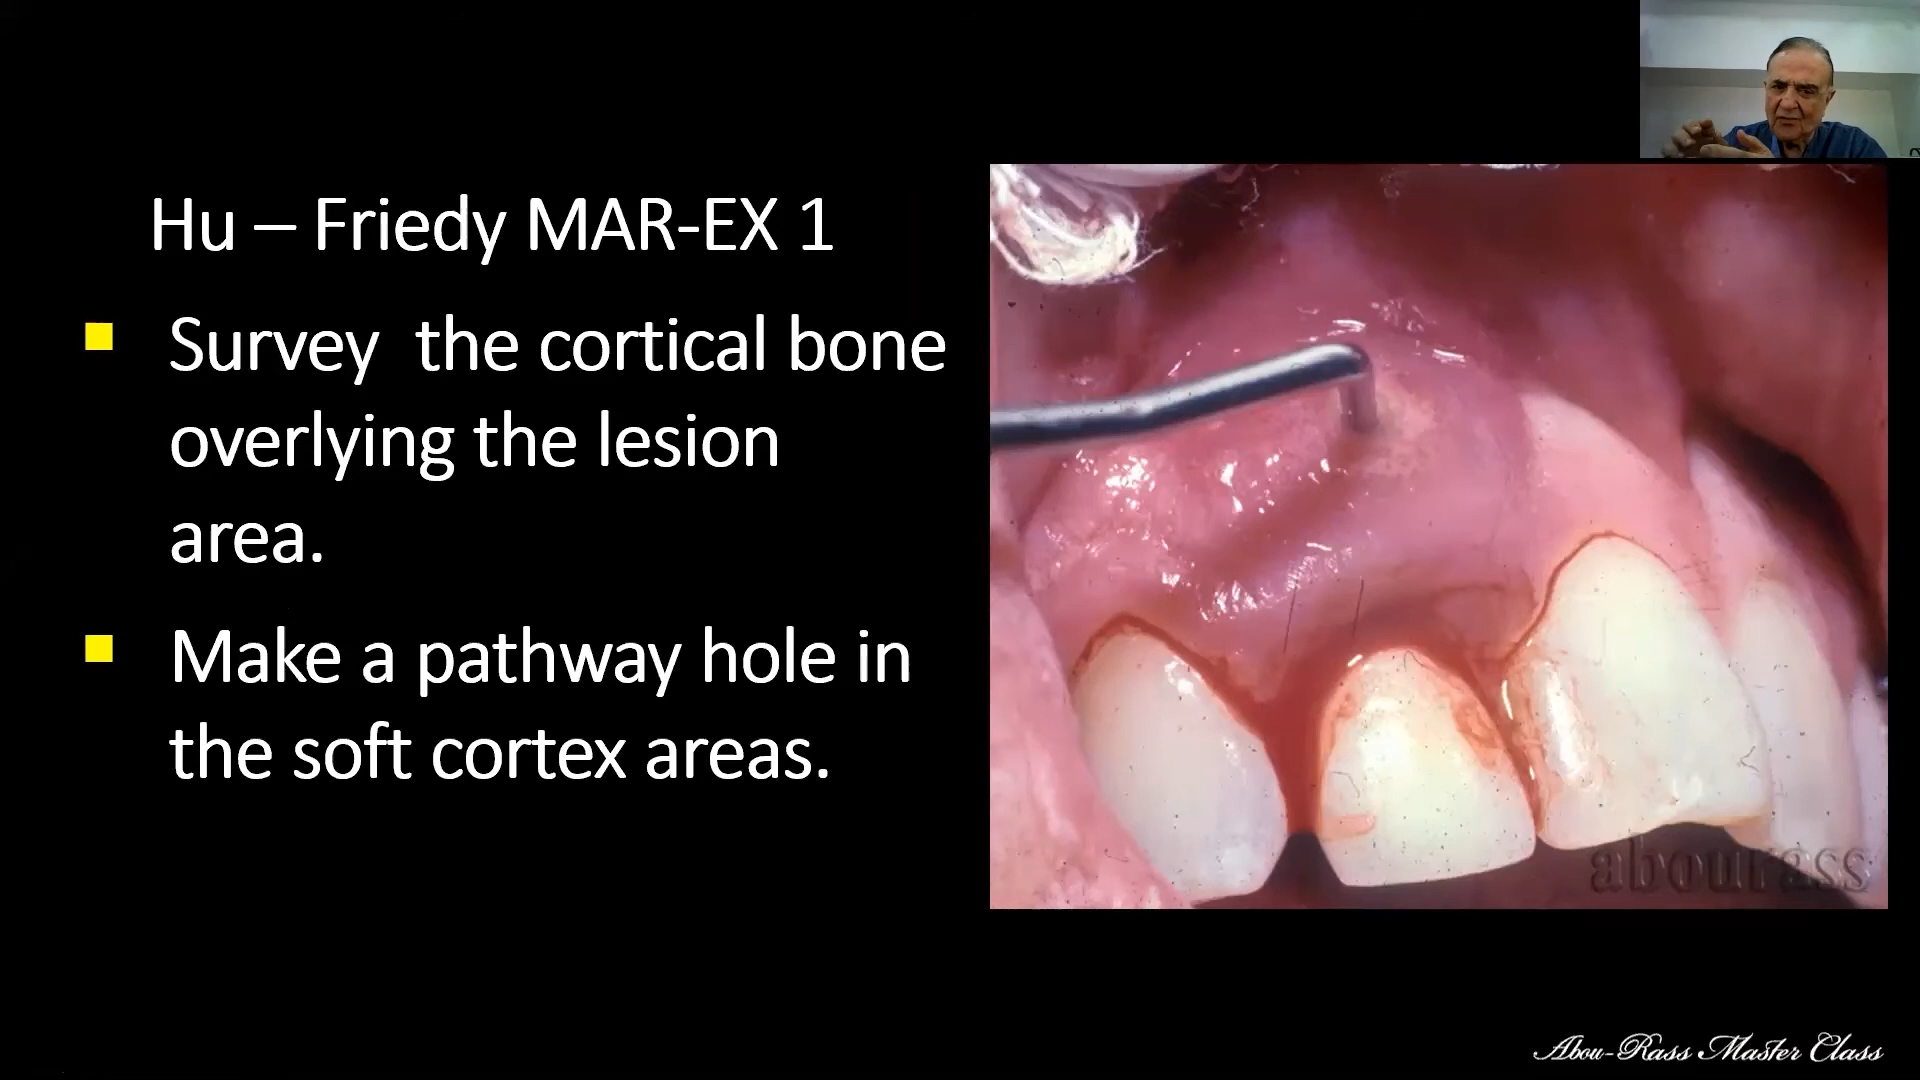 Hu – Friedy MAR-EX 1
Survey  the cortical bone
overlying the lesion
area.
Make a pathway hole in
the soft cortex areas.
abourass
Abou-Rass Master Class